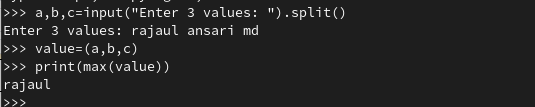 >>> a,b,c=input("Enter 3 values: ").split()
Enter 3 values: rajaul ansari md
>>> value=(a,b,c)
>>> print(max(value))
rajaul
>>>